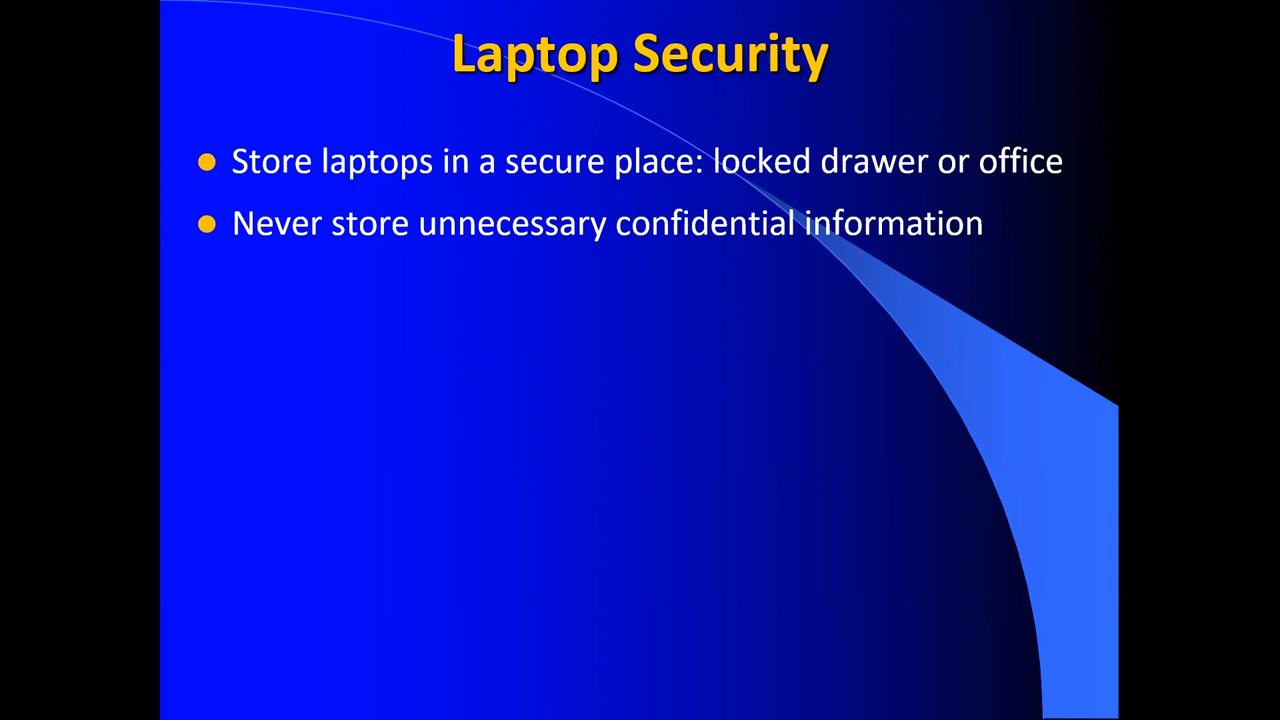 Laptop Security
Store laptops in a secure place: locked drawer or office
Never store unnecessary confidential information